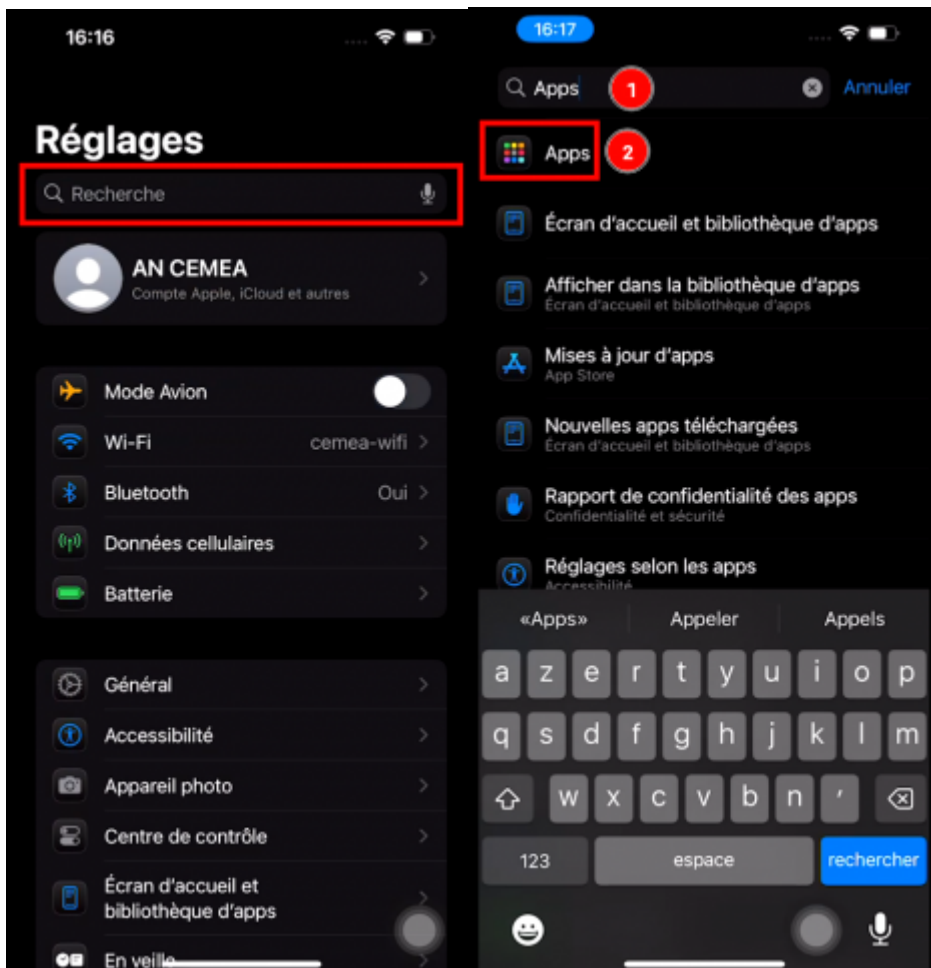 16:16
Réglages
Recherche
AN CEMEA
Compte Apple, iCloud et autres
Mode Avion
Wi-Fi cemea-wifi
Bluetooth Oui
Données cellulaires
Batterie
Général
Accessibilité
Appareil photo
Centre de contrôle
Écran d'accueil et
bibliothèque d'apps
En veille
16:17
Apps 1 Annuler
Apps 2
Écran d'accueil et bibliothèque d'apps
Afficher dans la bibliothèque d'apps
Écran d'accueil et bibliothèque d'apps
Mises à jour d'apps
App Store
Nouvelles apps téléchargées
Écran d'accueil et bibliothèque d'apps
Rapport de confidentialité des apps
Confidentialité et sécurité
Réglages selon les apps
Accessibilité
«Apps» Appeler Appels
a z e r t y u i o p
q s d f g h j k l m
w x c v b n '
123 espace rechercher